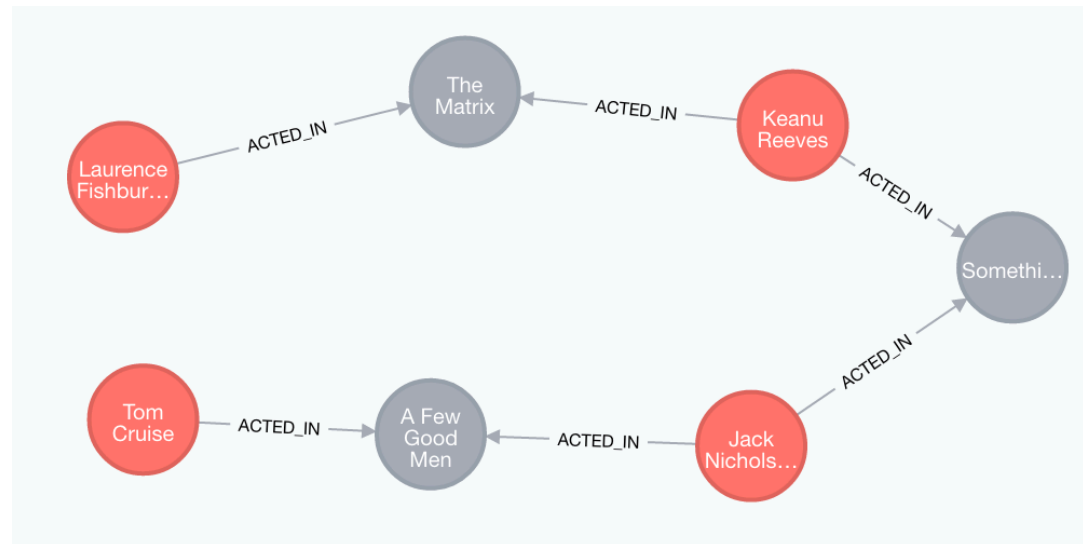 The
Matrix
ACTED_IN
ACTED_IN
Keanu
Reeves
Laurence
Fishbur…
ACTED_IN
Somethi…
ACTED_IN
Tom
Cruise
ACTED_IN
A Few
Good
Men
ACTED_IN
Jack
Nichols…